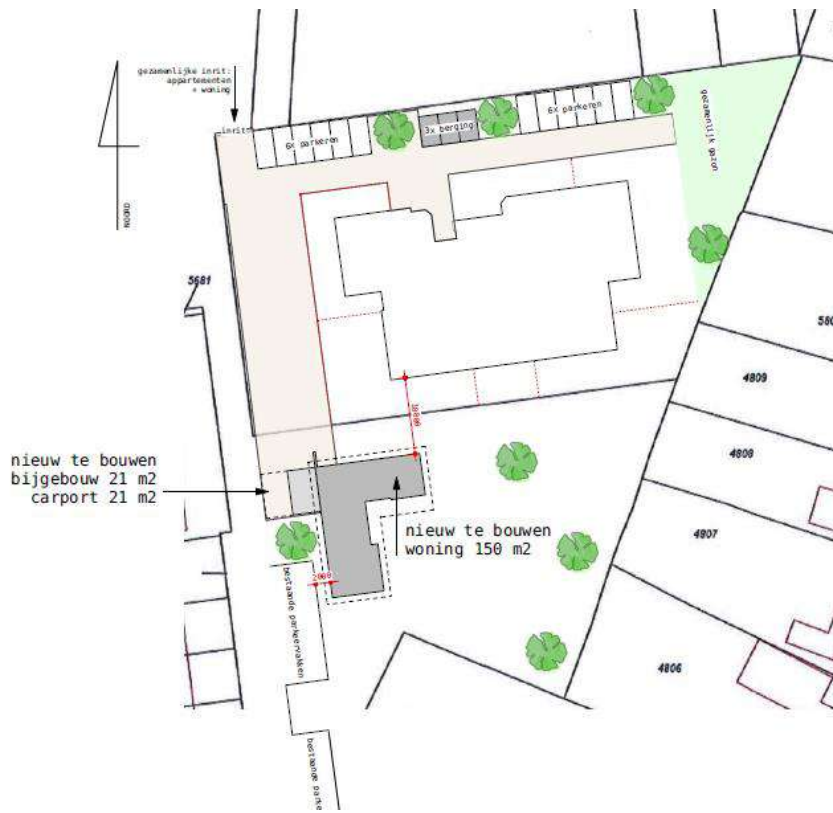 gezamenlijke inrit:
appartementen
+ woning
inrit
6x parkeren
3x berging
6x parkeren
gezamenlijk gazon
NOORD
5681
4809
4808
4807
4806
10000
nieuw te bouwen
bijgebouw 21 m2
carport 21 m2
nieuw te bouwen
woning 150 m2
2000
bestaande parkeervakken
bestaande parke